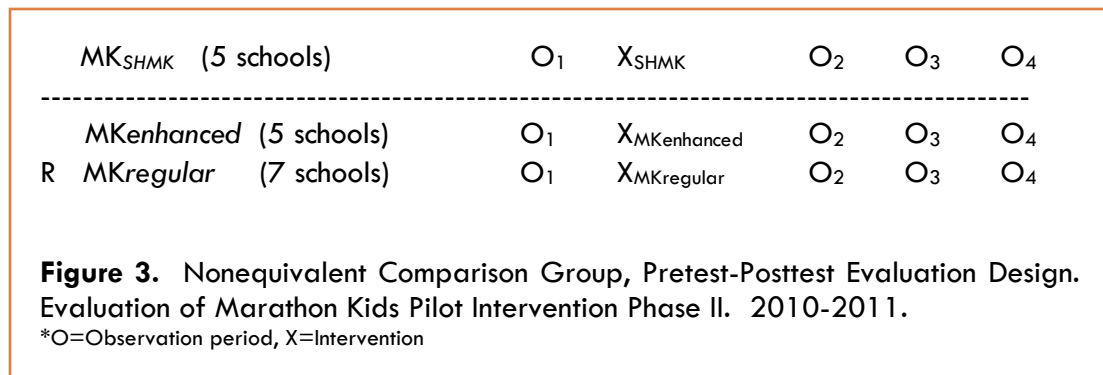 MKSHMK (5 schools) O1 XSHMK O2 O3 O4
-----------------------------------------------------------------------------------------------
MKenhanced (5 schools) O1 XMKenhanced O2 O3 O4
R MKregular (7 schools) O1 XMKregular O2 O3 O4
Figure 3. Nonequivalent Comparison Group, Pretest-Posttest Evaluation Design.
Evaluation of Marathon Kids Pilot Intervention Phase II. 2010-2011.
*O=Observation period, X=Intervention